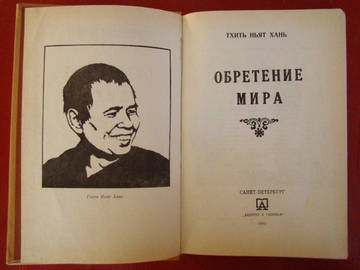 Тхить Ньят Хань
ТХИТЬ НЬЯТ ХАНЬ
ОБРЕТЕНИЕ
МИРА
САНКТ-ПЕТЕРБУРГ